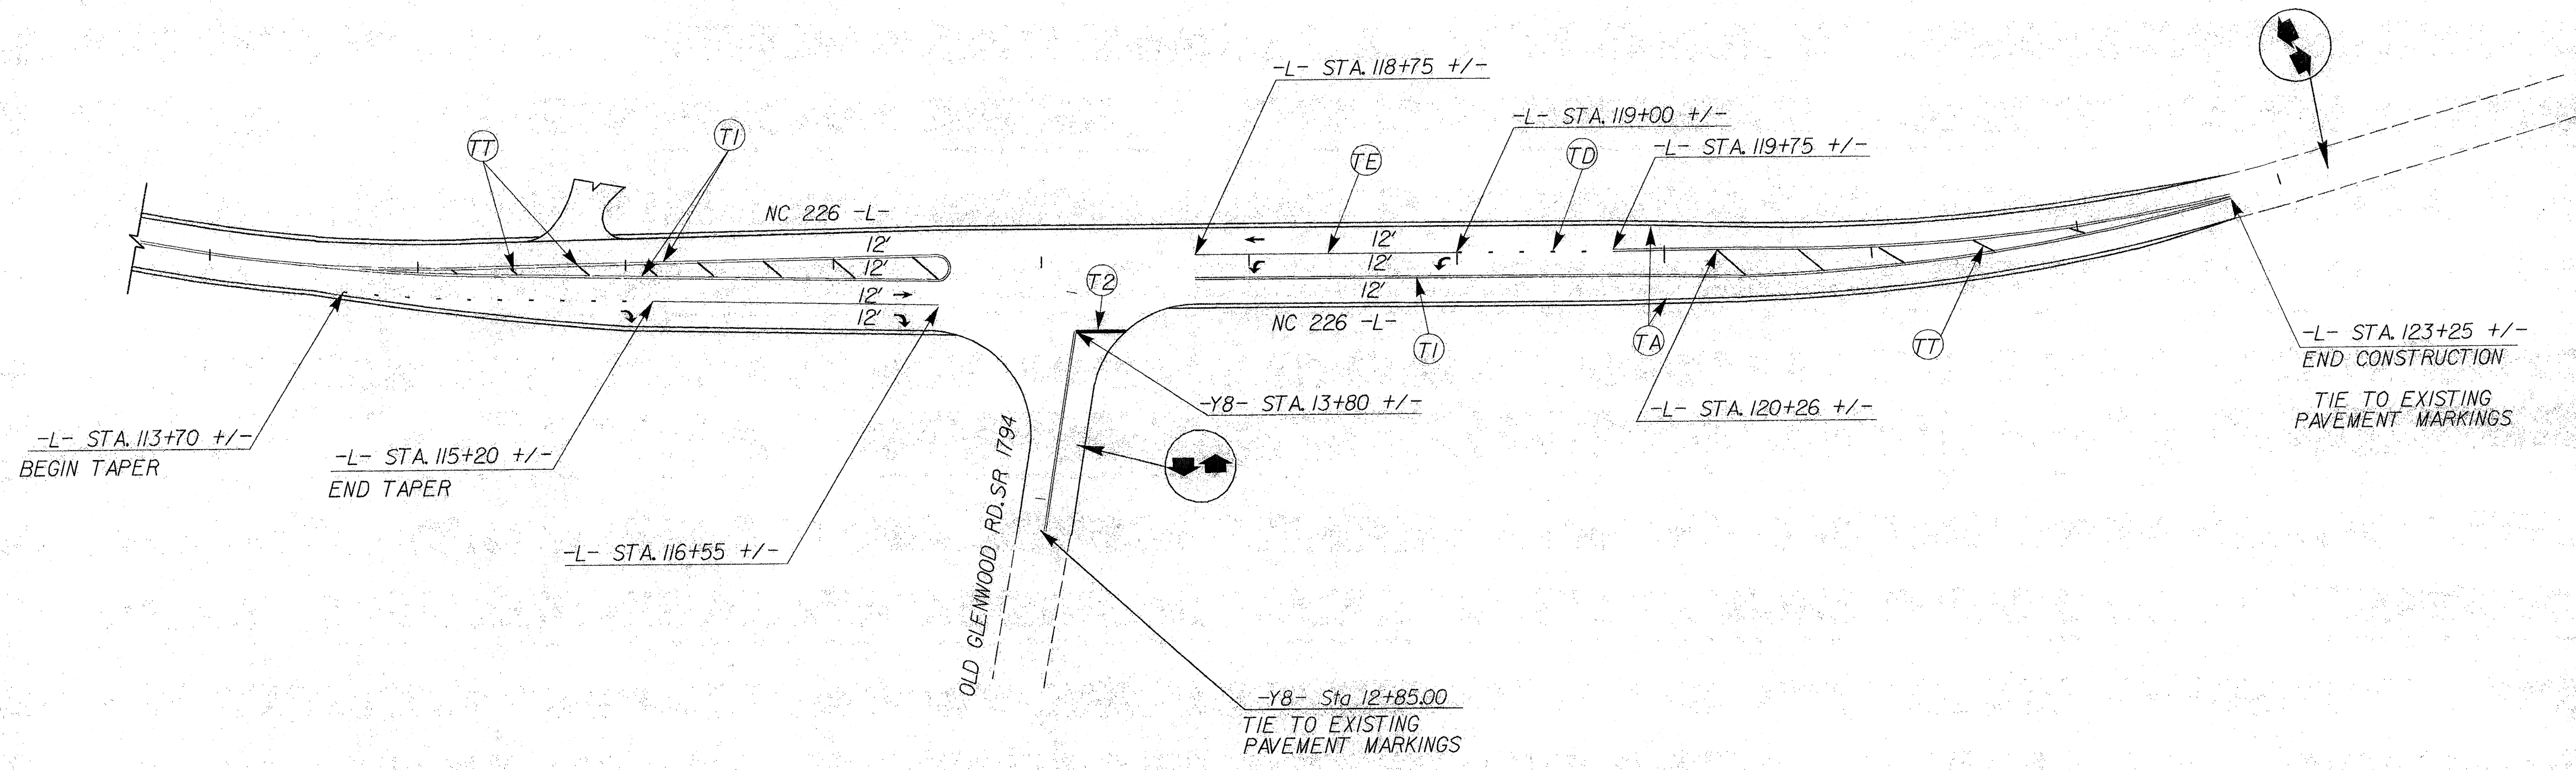 -L- STA. 118+75 +/-
-L- STA. 119+00 +/-
-L- STA. 119+75 +/-
TT
T1
TE
TD
NC 226 -L-
12'
12'
12'
12'
12'
12'
12'
T2
NC 226 -L-
T1
TA
TT
-L- STA. 123+25 +/-
END CONSTRUCTION
TIE TO EXISTING
PAVEMENT MARKINGS
-Y8- STA. 13+80 +/-
-L- STA. 120+26 +/-
-L- STA. 113+70 +/-
BEGIN TAPER
-L- STA. 115+20 +/-
END TAPER
-L- STA. 116+55 +/-
OLD GLENWOOD RD. SR 1794
-Y8- Sta 12+85.00
TIE TO EXISTING
PAVEMENT MARKINGS